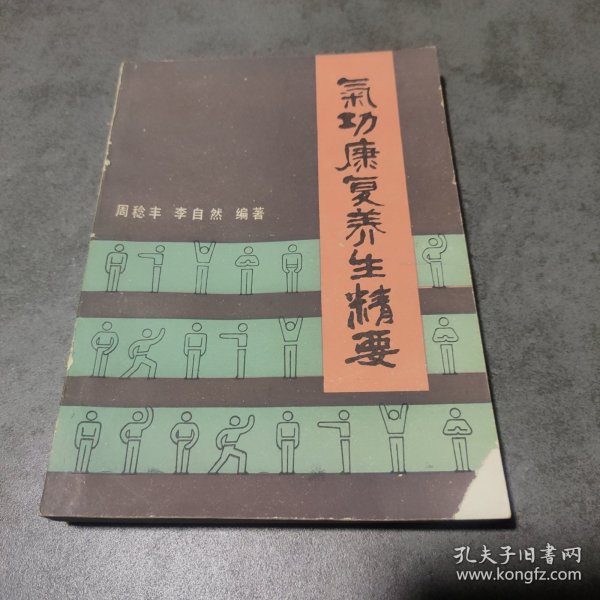 氣功康复养生精要
周稔丰 李自然 编著
孔夫子旧书网
www.kongfz.com